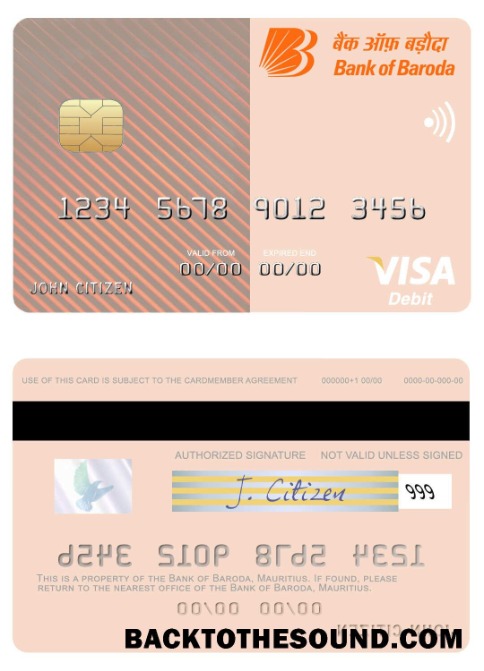 बैंक ऑफ़ बड़ौदा
Bank of Baroda
1234 5678 9012 3456
VALID FROM EXPIRED END
00/00 00/00
JOHN CITIZEN
VISA
Debit
USE OF THIS CARD IS SUBJECT TO THE CARDMEMBER AGREEMENT 000000+1 00/00 0000-00-000-00
AUTHORIZED SIGNATURE NOT VALID UNLESS SIGNED
J. Citizen 999
THIS IS A PROPERTY OF THE BANK OF BARODA, MAURITIUS. IF FOUND, PLEASE
RETURN TO THE NEAREST OFFICE OF THE BANK OF BARODA, MAURITIUS.
00/00 00/00
BACKTOTHESOUND.COM